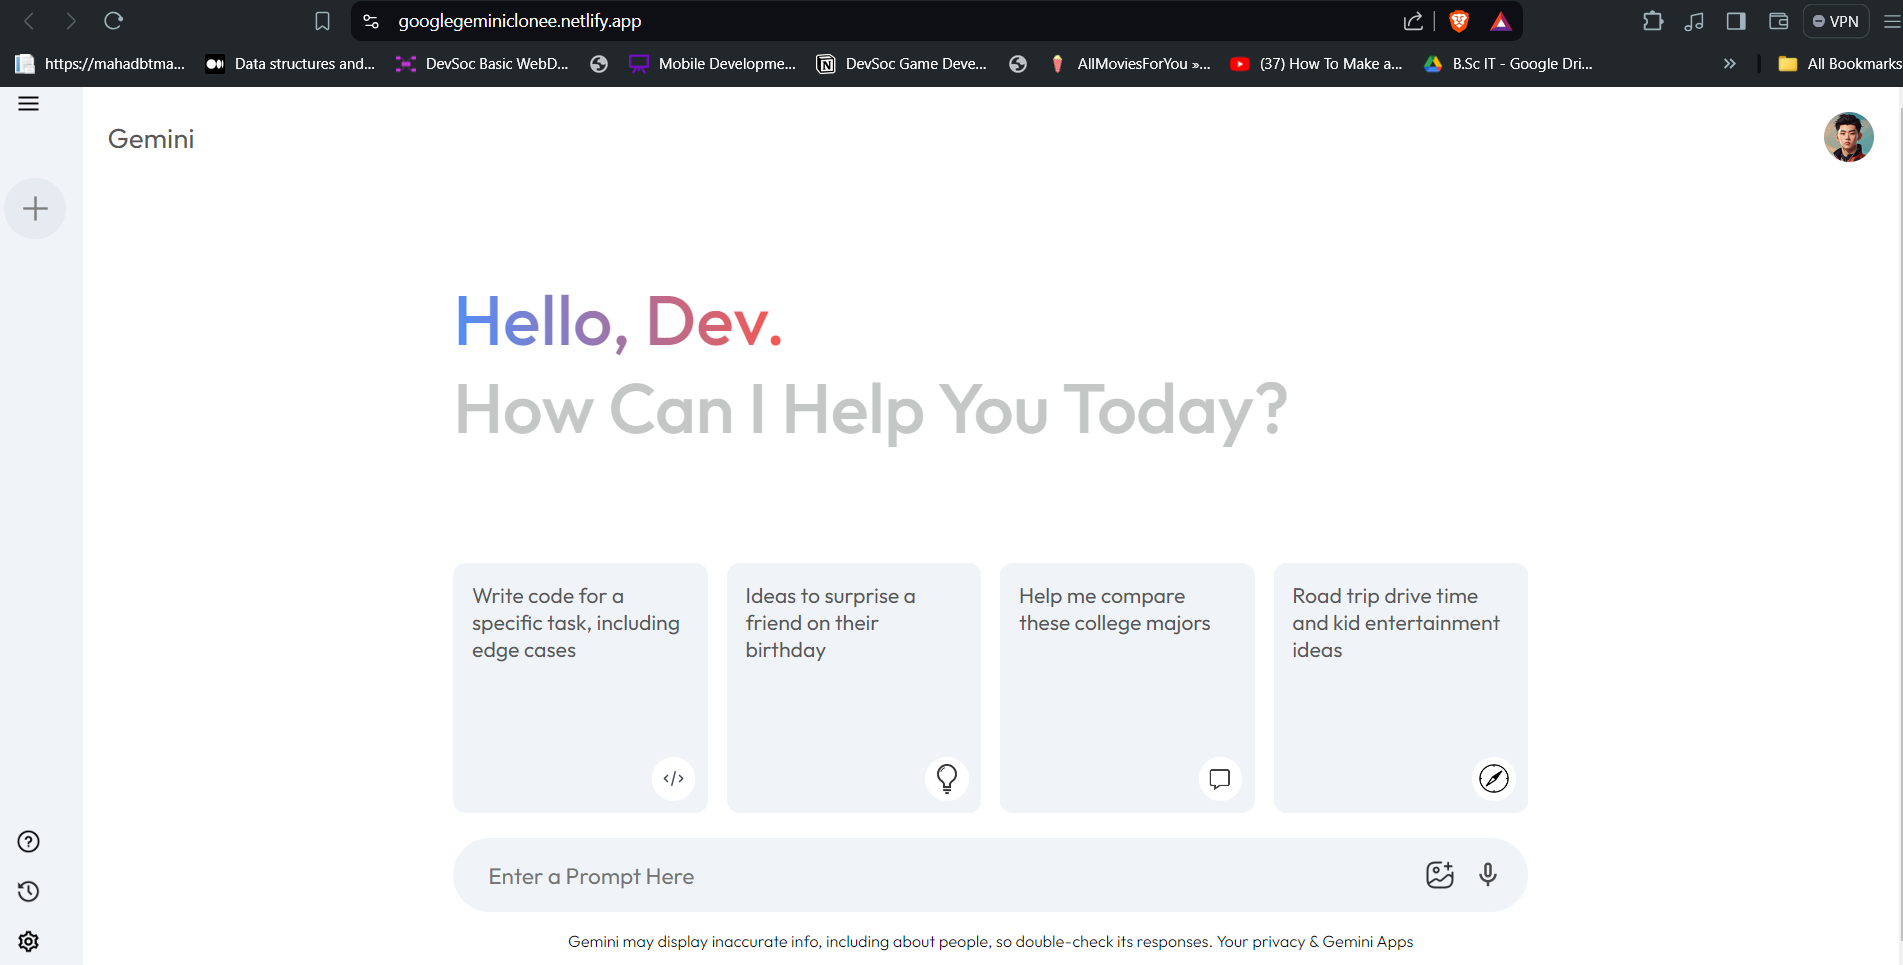 googlegeminiclonee.netlify.app
VPN
https://mahadbtma...
Data structures and...
DevSoc Basic WebD...
Mobile Developme...
DevSoc Game Deve...
AllMoviesForYou »...
(37) How To Make a...
B.Sc IT - Google Dri...
»
All Bookmarks
Gemini
Hello, Dev.
How Can I Help You Today?
Write code for a
specific task, including
edge cases
Ideas to surprise a
friend on their
birthday
Help me compare
these college majors
Road trip drive time
and kid entertainment
ideas
Enter a Prompt Here
Gemini may display inaccurate info, including about people, so double-check its responses. Your privacy & Gemini Apps